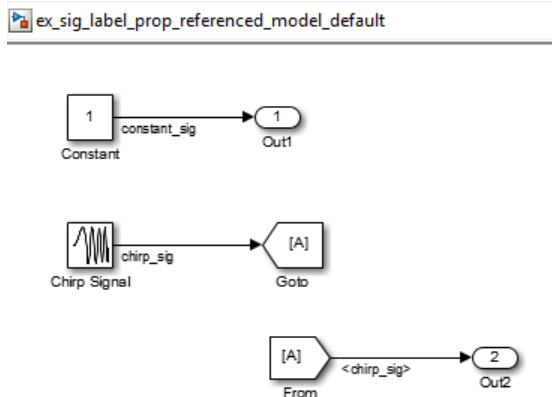 ex_sig_label_prop_referenced_model_default
1
constant_sig
1
Constant
Out1
chirp_sig
[A]
Chirp Signal
Goto
[A]
<chirp_sig>
2
From
Out2